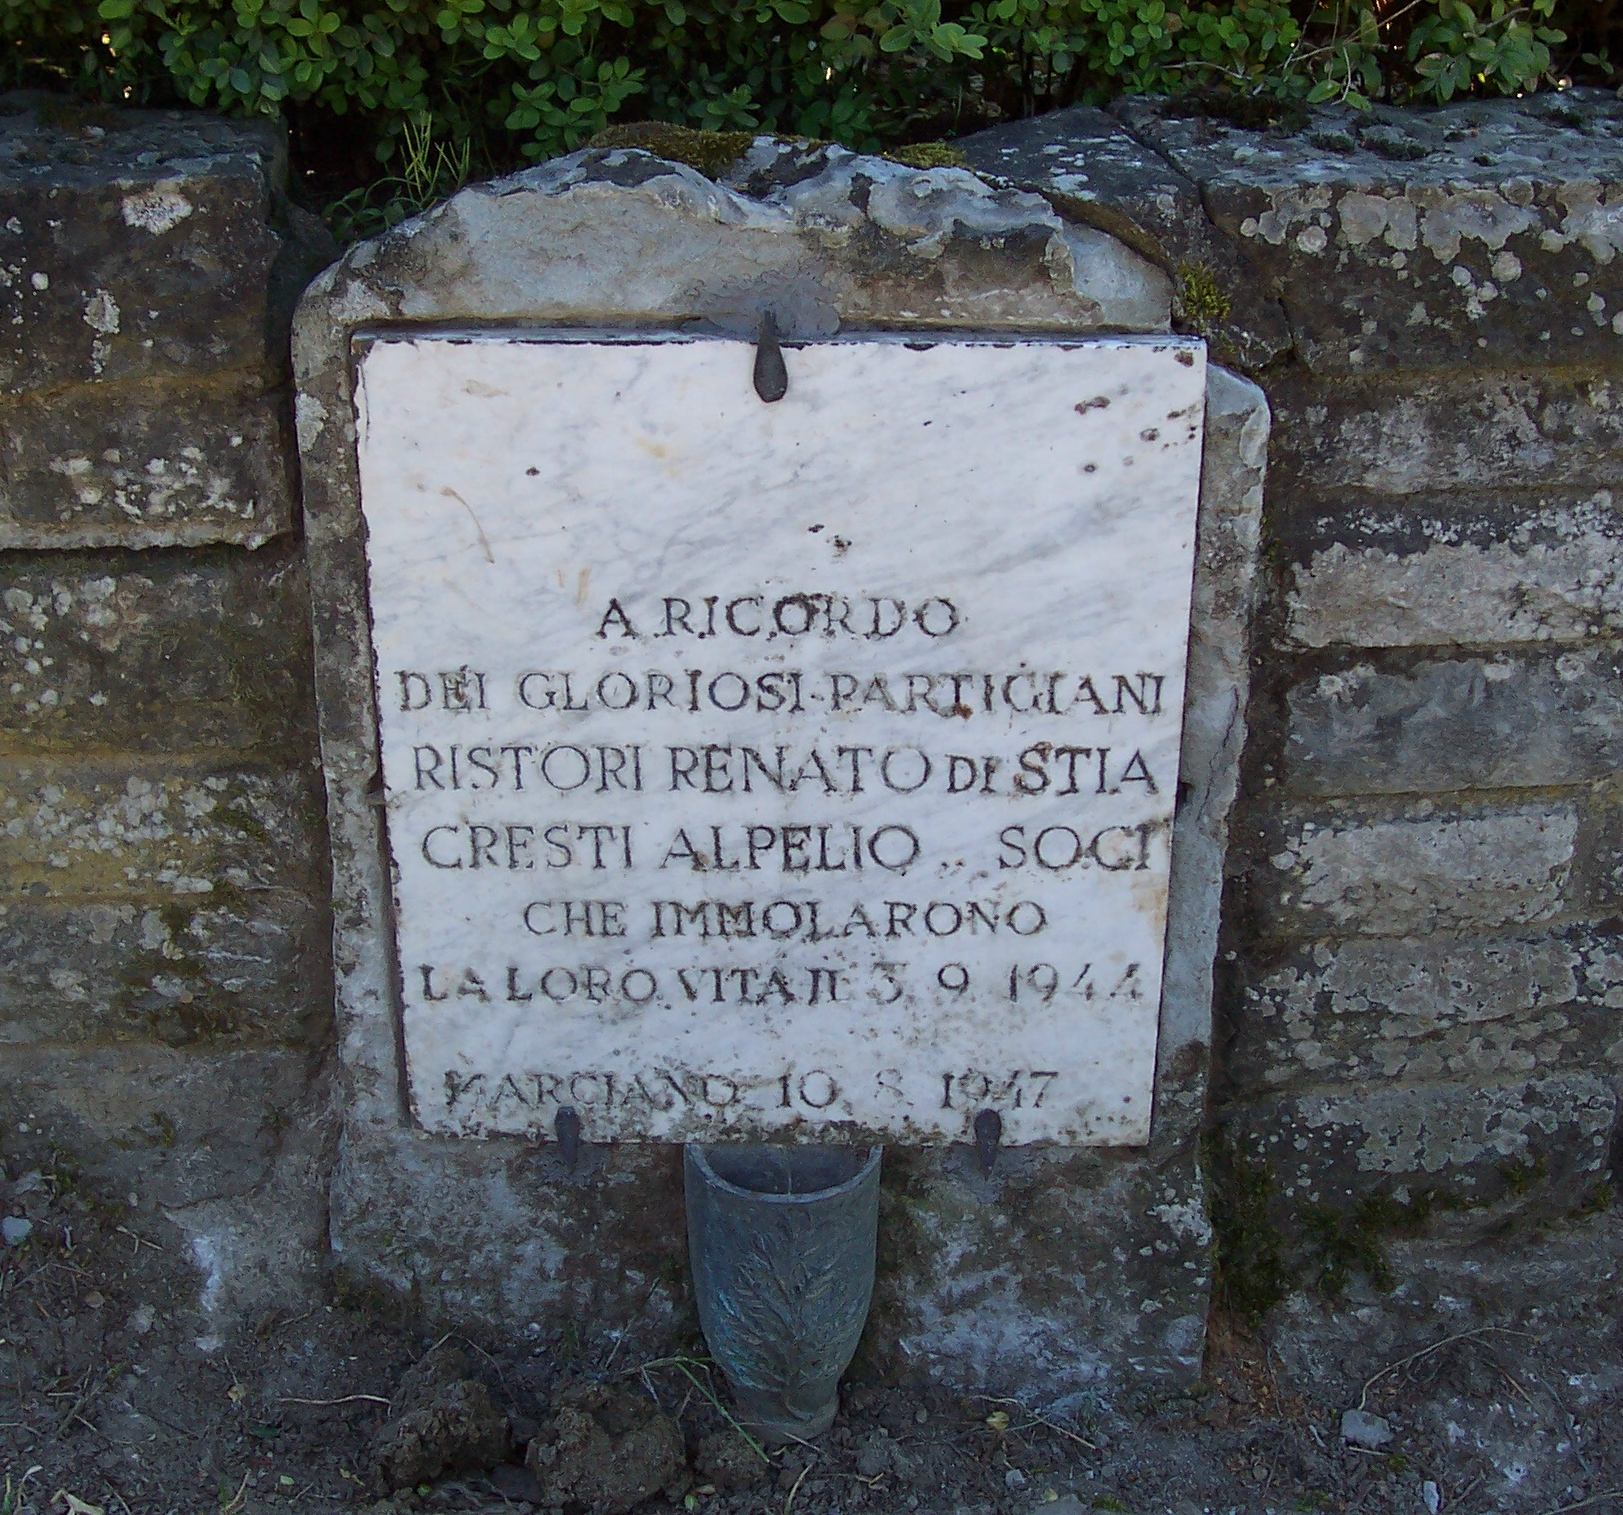 A RICORDO
DEI GLORIOSI PARTIGIANI
RISTORI RENATO DI STIA
CRESTI ALPELIO .. SOCI
CHE IMMOLARONO
LA LORO VITA IL 3 9 1944
MARCIANO 10 8 1947